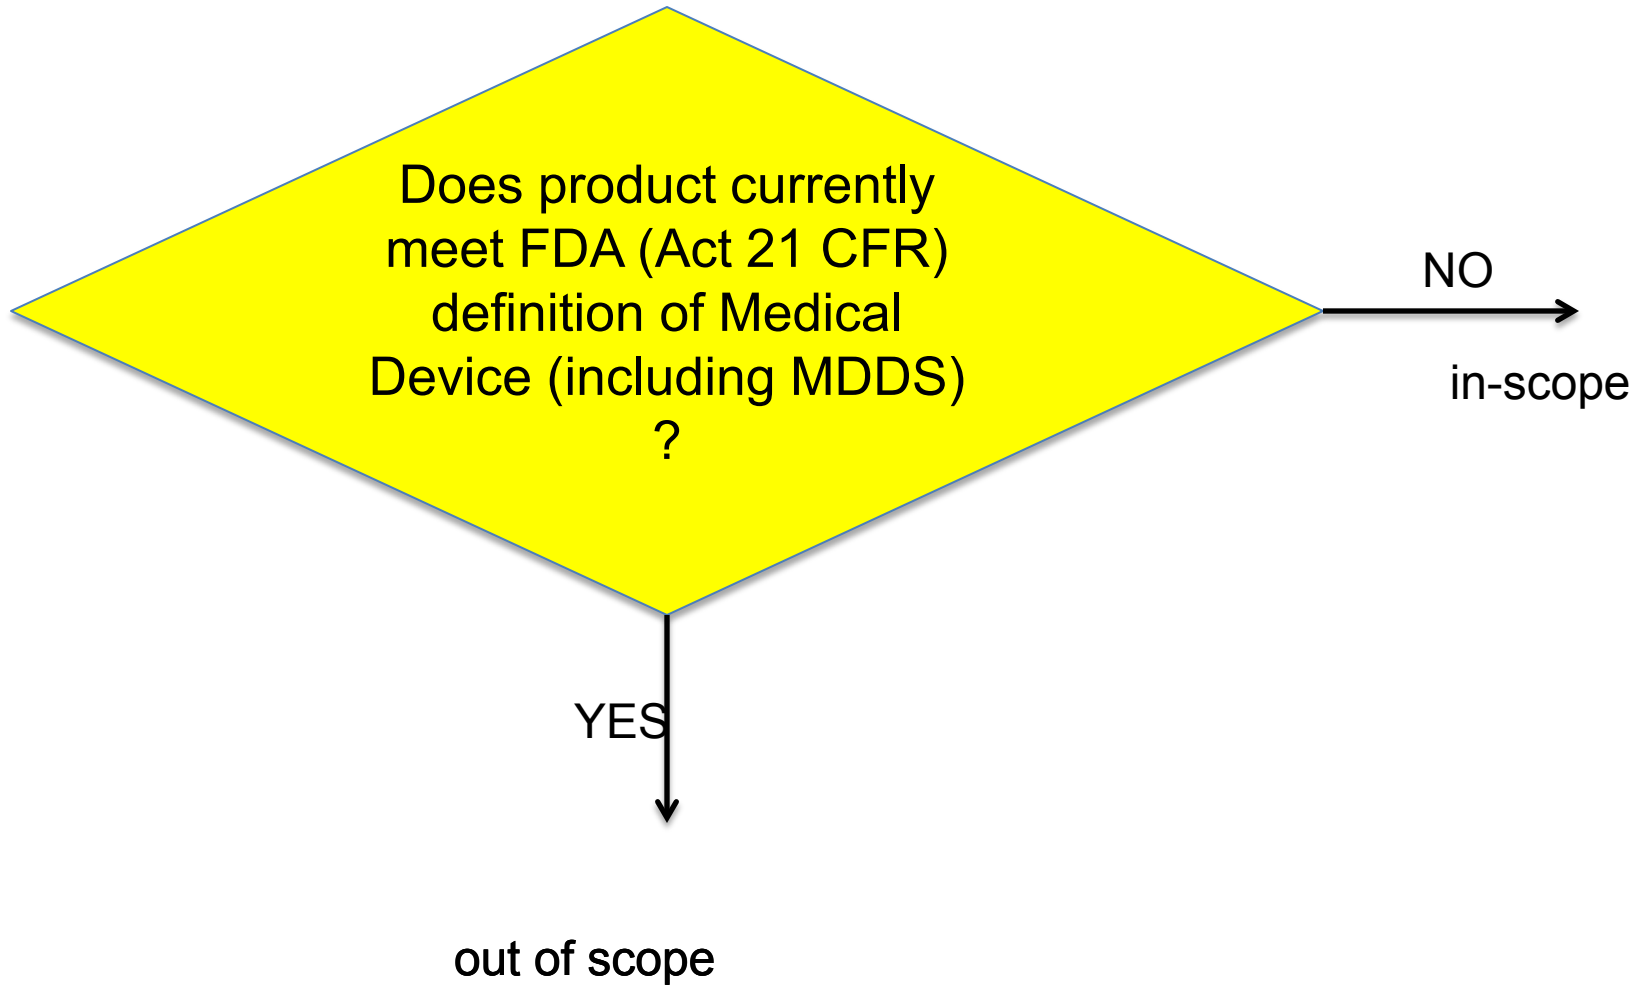 Does product currently
meet FDA (Act 21 CFR)
definition of Medical
Device (including MDDS)
?
NO
in-scope
YES
out of scope